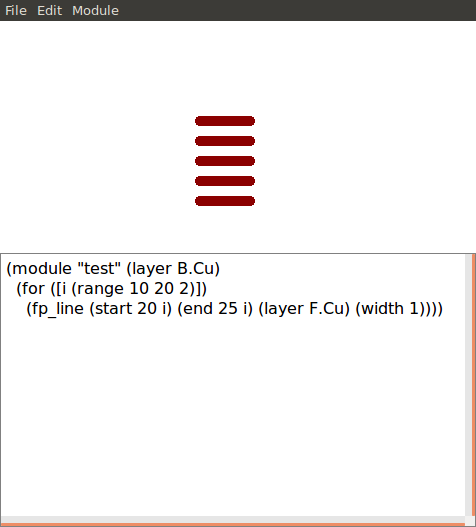 File Edit Module
(module "test" (layer B.Cu)
(for ([i (range 10 20 2)])
(fp_line (start 20 i) (end 25 i) (layer F.Cu) (width 1))))